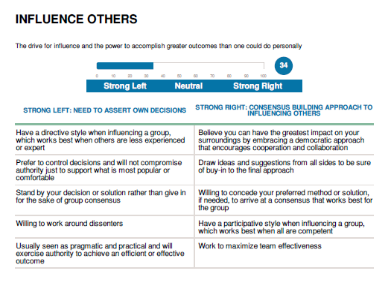 INFLUENCE OTHERS
The drive for influence and the power to accomplish greater outcomes than one could do personally
34
0 10 20 30 40 50 60 70 80 90 100
Strong Left Neutral Strong Right
STRONG LEFT: NEED TO ASSERT OWN DECISIONS
STRONG RIGHT: CONSENSUS BUILDING APPROACH TO
INFLUENCING OTHERS
Have a directive style when influencing a group,
which works best when others are less experienced
or expert
Believe you can have the greatest impact on your
surroundings by embracing a democratic approach
that encourages cooperation and collaboration
Prefer to control decisions and will not compromise
authority just to support what is most popular or
comfortable
Draw ideas and suggestions from all sides to be sure
of buy-in to the final approach
Stand by your decision or solution rather than give in
for the sake of group consensus
Willing to concede your preferred method or solution,
if needed, to arrive at a consensus that works best for
the group
Willing to work around dissenters
Have a participative style when influencing a group,
which works best when all are competent
Usually seen as pragmatic and practical and will
exercise authority to achieve an efficient or effective
outcome
Work to maximize team effectiveness